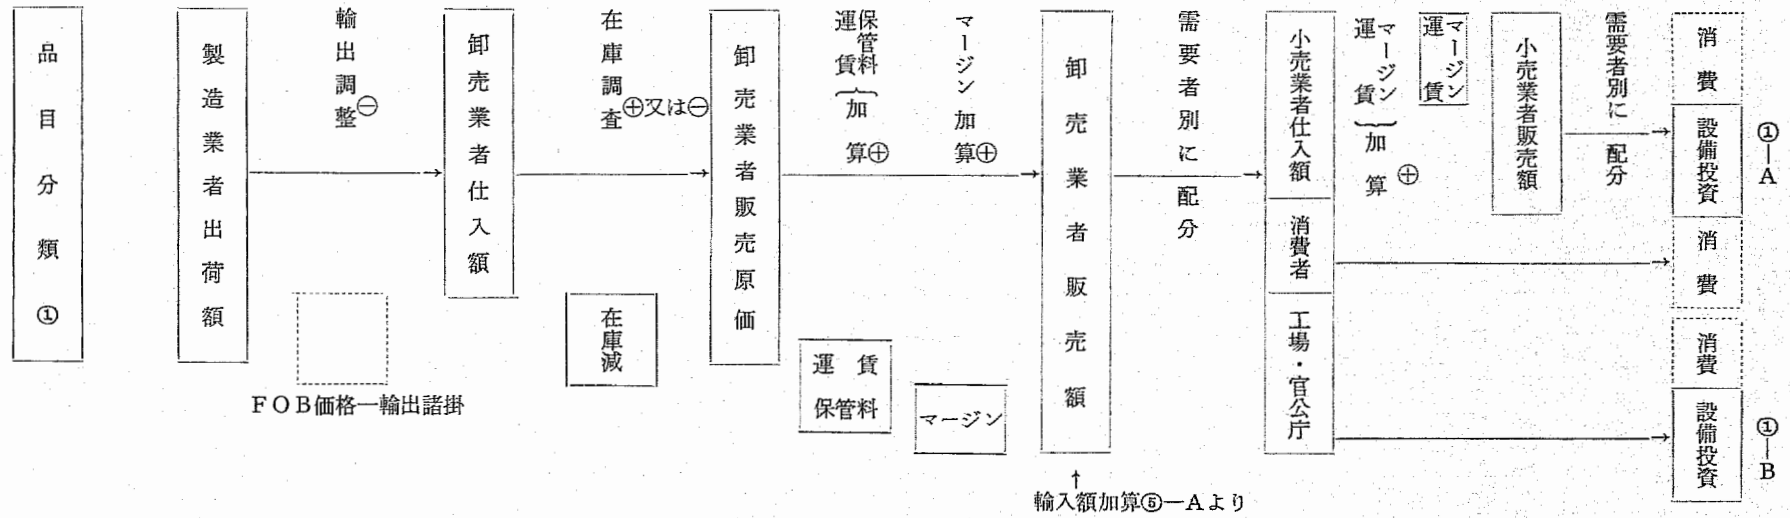 品目分類①
製造業者出荷額
輸出調整㊀
FOB価格—輸出諸掛
卸売業者仕入額
在庫調査⊕又は㊀
在庫減
卸売業者販売原価
保管料
運賃
加算⊕
運賃
保管料
マージン加算⊕
マージン
卸売業者販売額
↑
輸入額加算⑤—Aより
需要者別に配分
小売業者仕入額
消費者
工場・官公庁
マージン
運賃
加算⊕
マージン
運賃
小売業者販売額
需要者別に配分
消費
設備投資
①—A
消費
消費
設備投資
①—B